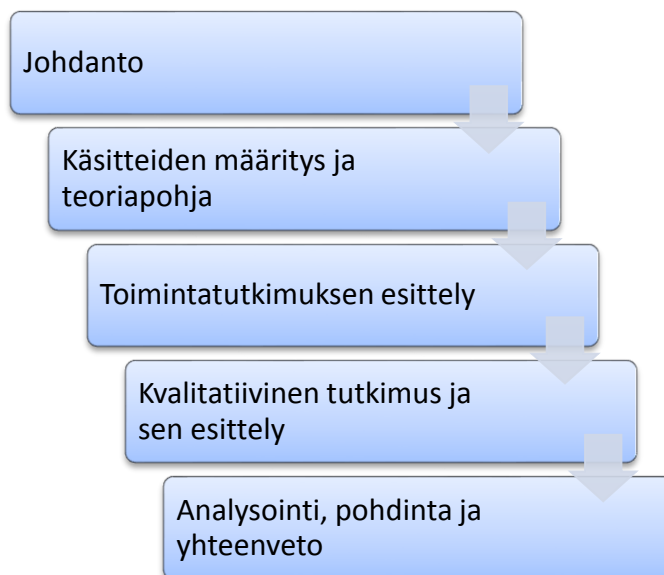 Johdanto
Käsitteiden määritys ja
teoriapohja
Toimintatutkimuksen esittely
Kvalitatiivinen tutkimus ja
sen esittely
Analysointi, pohdinta ja
yhteenveto